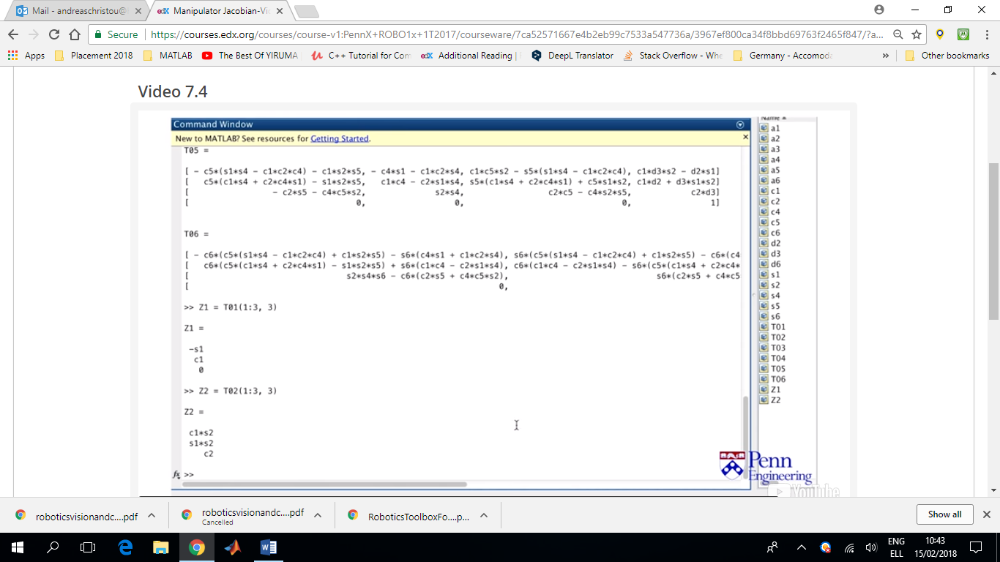 Mail - andreaschristou@
edX Manipulator Jacobian-Vi
Secure | https://courses.edx.org/courses/course-v1:PennX+ROBO1x+1T2017/courseware/7ca52571667e4b2eb99c7533a547736a/3967ef800ca34f8bbd69763f2465f847/?a...
Apps Placement 2018 MATLAB The Best Of YIRUMA C++ Tutorial for Com edX Additional Reading | DeepL Translator Stack Overflow - Whe Germany - Accomoda » Other bookmarks
Video 7.4
Command Window
New to MATLAB? See resources for Getting Started.
Name
T05 =
[ - c5*(s1*s4 - c1*c2*c4) - c1*s2*s5, - c4*s1 - c1*c2*s4, c1*c5*s2 - s5*(s1*s4 - c1*c2*c4), c1*d3*s2 - d2*s1]
[ c5*(c1*s4 + c2*c4*s1) - s1*s2*s5, c1*c4 - c2*s1*s4, s5*(c1*s4 + c2*c4*s1) + c5*s1*s2, c1*d2 + d3*s1*s2]
[ - c2*s5 - c4*c5*s2, s2*s4, c2*c5 - c4*s2*s5, c2*d3]
[ 0, 0, 0, 1]
T06 =
[ - c6*(c5*(s1*s4 - c1*c2*c4) + c1*s2*s5) - s6*(c4*s1 + c1*c2*s4), s6*(c5*(s1*s4 - c1*c2*c4) + c1*s2*s5) - c6*(c4
[ c6*(c5*(c1*s4 + c2*c4*s1) - s1*s2*s5) + s6*(c1*c4 - c2*s1*s4), c6*(c1*c4 - c2*s1*s4) - s6*(c5*(c1*s4 + c2*c4*
[ s2*s4*s6 - c6*(c2*s5 + c4*c5*s2), s6*(c2*s5 + c4*c5
[ 0,
>> Z1 = T01(1:3, 3)
Z1 =
-s1
c1
0
>> Z2 = T02(1:3, 3)
Z2 =
c1*s2
s1*s2
c2
fx >>
a1
a2
a3
a4
a5
a6
c1
c2
c4
c5
c6
d2
d3
d6
s1
s2
s4
s5
s6
T01
T02
T03
T04
T05
T06
Z1
Z2
Penn
Engineering
YouTube
roboticsvisionandc....pdf
roboticsvisionandc....pdf
Cancelled
RoboticsToolboxFo....p...
Show all
ENG
ELL
10:43
15/02/2018